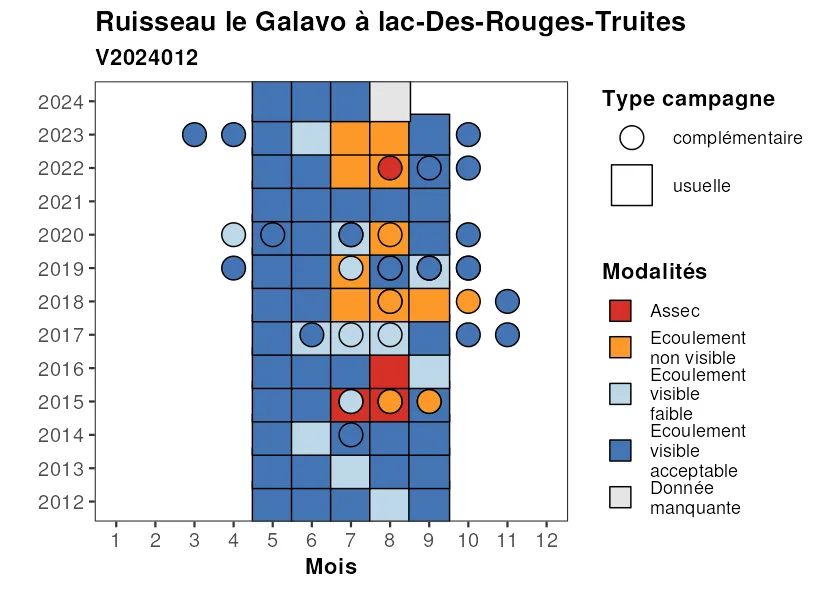 Ruisseau le Galavo à lac-Des-Rouges-Truites
V2024012
2024
2023
2022
2021
2020
2019
2018
2017
2016
2015
2014
2013
2012
1 2 3 4 5 6 7 8 9 10 11 12
Mois
Type campagne
complémentaire
usuelle
Modalités
Assec
Ecoulement
non visible
Ecoulement
visible
faible
Ecoulement
visible
acceptable
Donnée
manquante